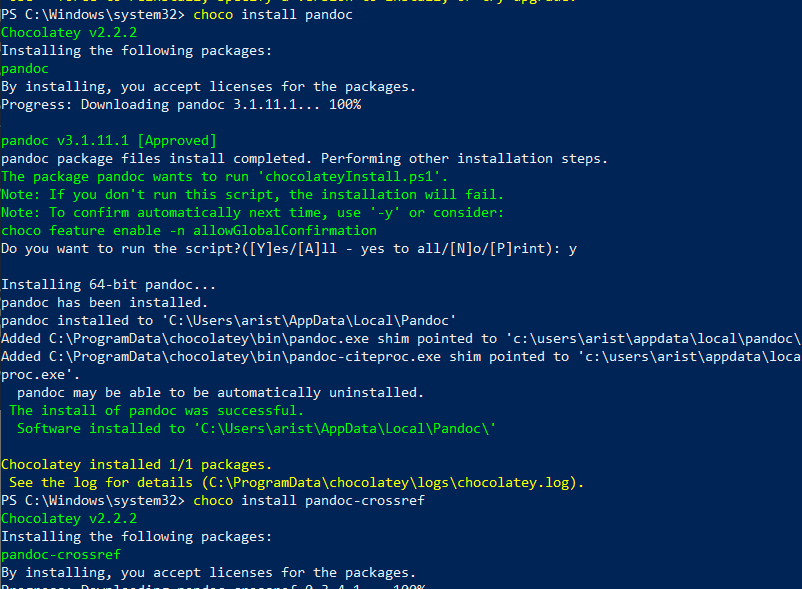 PS C:\Windows\system32> choco install pandoc
Chocolatey v2.2.2
Installing the following packages:
pandoc
By installing, you accept licenses for the packages.
Progress: Downloading pandoc 3.1.11.1... 100%
pandoc v3.1.11.1 [Approved]
pandoc package files install completed. Performing other installation steps.
The package pandoc wants to run 'chocolateyInstall.ps1'.
Note: If you don't run this script, the installation will fail.
Note: To confirm automatically next time, use '-y' or consider:
choco feature enable -n allowGlobalConfirmation
Do you want to run the script?([Y]es/[A]ll - yes to all/[N]o/[P]rint): y
Installing 64-bit pandoc...
pandoc has been installed.
pandoc installed to 'C:\Users\arist\AppData\Local\Pandoc'
Added C:\ProgramData\chocolatey\bin\pandoc.exe shim pointed to 'c:\users\arist\appdata\local\pandoc\
Added C:\ProgramData\chocolatey\bin\pandoc-citeproc.exe shim pointed to 'c:\users\arist\appdata\loca
proc.exe'.
pandoc may be able to be automatically uninstalled.
The install of pandoc was successful.
Software installed to 'C:\Users\arist\AppData\Local\Pandoc\'
Chocolatey installed 1/1 packages.
See the log for details (C:\ProgramData\chocolatey\logs\chocolatey.log).
PS C:\Windows\system32> choco install pandoc-crossref
Chocolatey v2.2.2
Installing the following packages:
pandoc-crossref
By installing, you accept licenses for the packages.